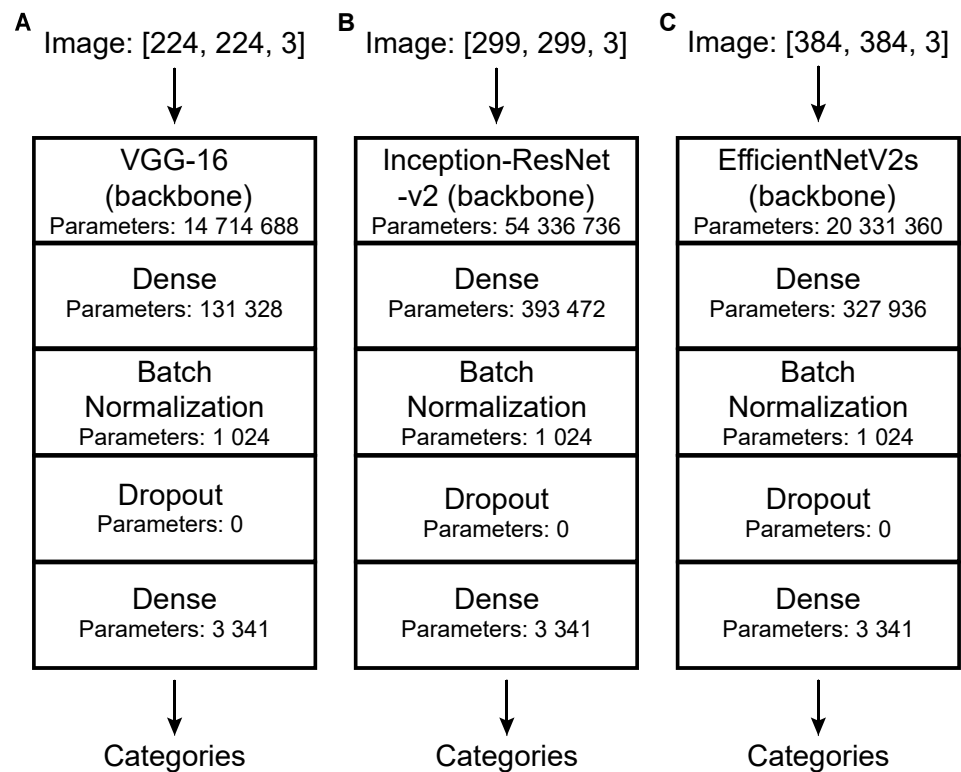 A
Image: [224, 224, 3]
VGG-16
(backbone)
Parameters: 14 714 688
Dense
Parameters: 131 328
Batch
Normalization
Parameters: 1 024
Dropout
Parameters: 0
Dense
Parameters: 3 341
Categories
B
Image: [299, 299, 3]
Inception-ResNet
-v2 (backbone)
Parameters: 54 336 736
Dense
Parameters: 393 472
Batch
Normalization
Parameters: 1 024
Dropout
Parameters: 0
Dense
Parameters: 3 341
Categories
C
Image: [384, 384, 3]
EfficientNetV2s
(backbone)
Parameters: 20 331 360
Dense
Parameters: 327 936
Batch
Normalization
Parameters: 1 024
Dropout
Parameters: 0
Dense
Parameters: 3 341
Categories